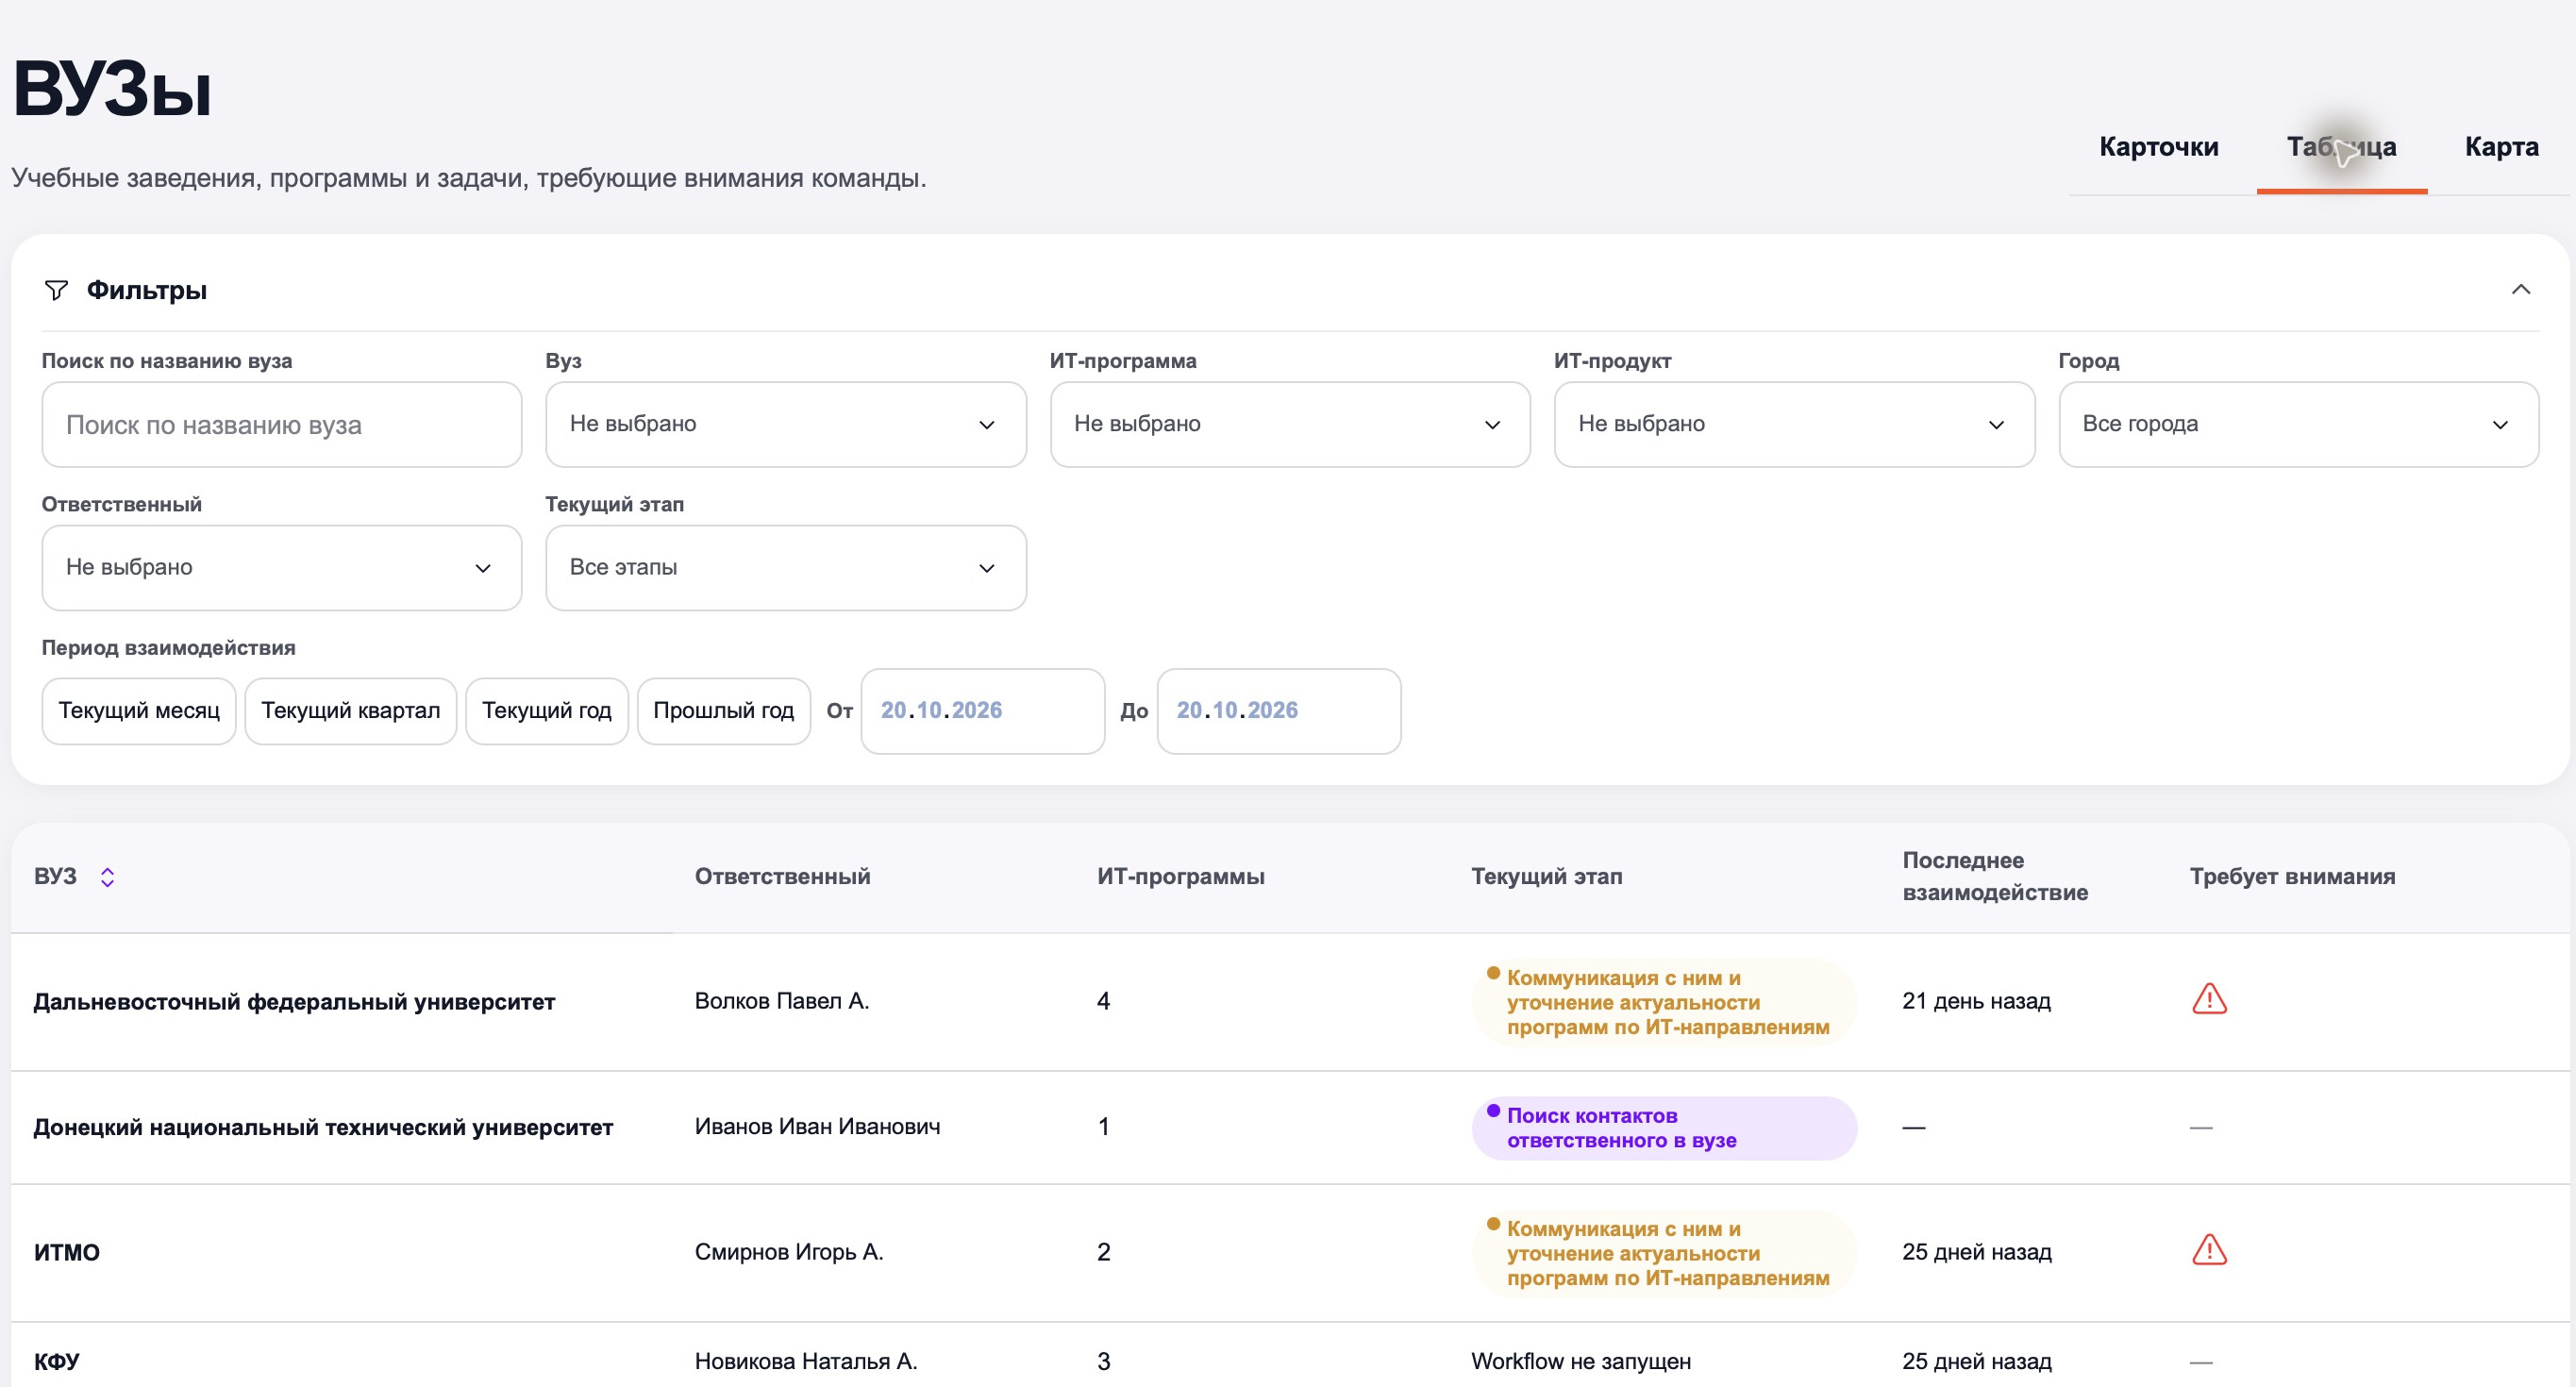 ВУЗы
Учебные заведения, программы и задачи, требующие внимания команды.
Карточки Таблица Карта
Фильтры
Поиск по названию вуза Вуз ИТ-программа ИТ-продукт Город
Поиск по названию вуза Не выбрано Не выбрано Не выбрано Все города
Ответственный Текущий этап
Не выбрано Все этапы
Период взаимодействия
Текущий месяц Текущий квартал Текущий год Прошлый год От 20.10.2026 До 20.10.2026
ВУЗ Ответственный ИТ-программы Текущий этап Последнее
взаимодействие Требует внимания
Дальневосточный федеральный университет Волков Павел А. 4 Коммуникация с ним и
уточнение актуальности
программ по ИТ-направлениям 21 день назад
Донецкий национальный технический университет Иванов Иван Иванович 1 Поиск контактов
ответственного в вузе — —
ИТМО Смирнов Игорь А. 2 Коммуникация с ним и
уточнение актуальности
программ по ИТ-направлениям 25 дней назад
КФУ Новикова Наталья А. 3 Workflow не запущен 25 дней назад —